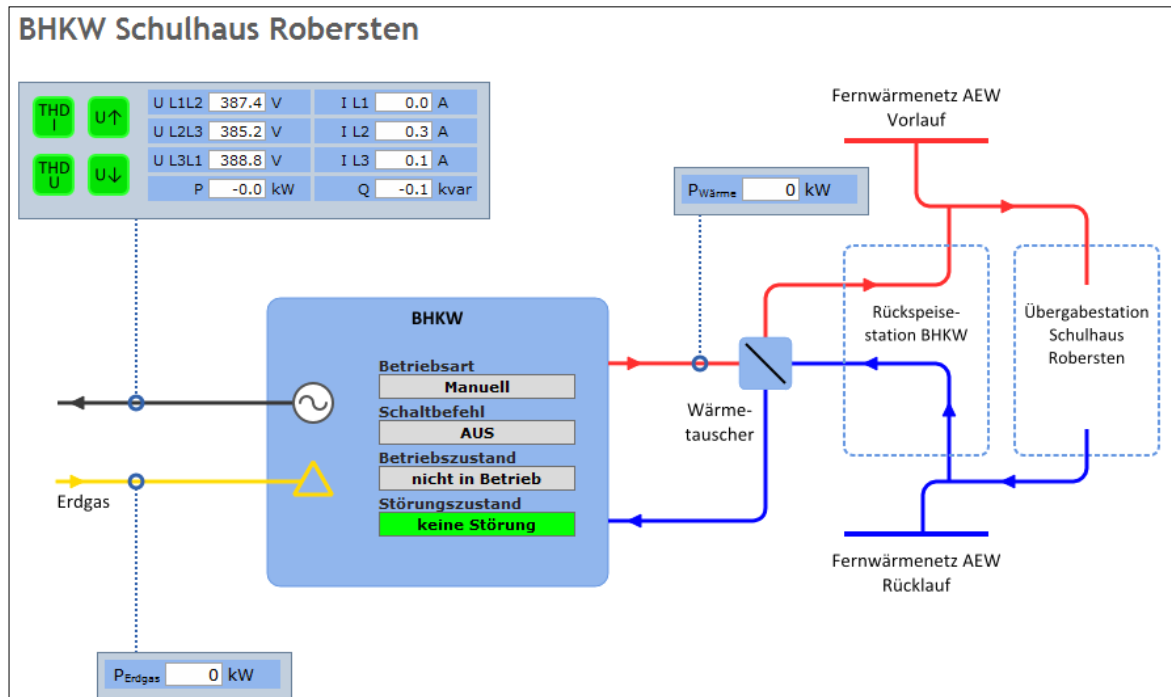 BHKW Schulhaus Robersten
THD I
U↑
THD U
U↓
U L1L2 387.4 V
I L1 0.0 A
U L2L3 385.2 V
I L2 0.3 A
U L3L1 388.8 V
I L3 0.1 A
P -0.0 kW
Q -0.1 kvar
Fernwärmenetz AEW
Vorlauf
PWärme 0 kW
BHKW
Betriebsart
Manuell
Schaltbefehl
AUS
Betriebszustand
nicht in Betrieb
Störungszustand
keine Störung
Erdgas
Wärme-
tauscher
Rückspeise-
station BHKW
Übergabestation
Schulhaus
Robersten
Fernwärmenetz AEW
Rücklauf
PErdgas 0 kW